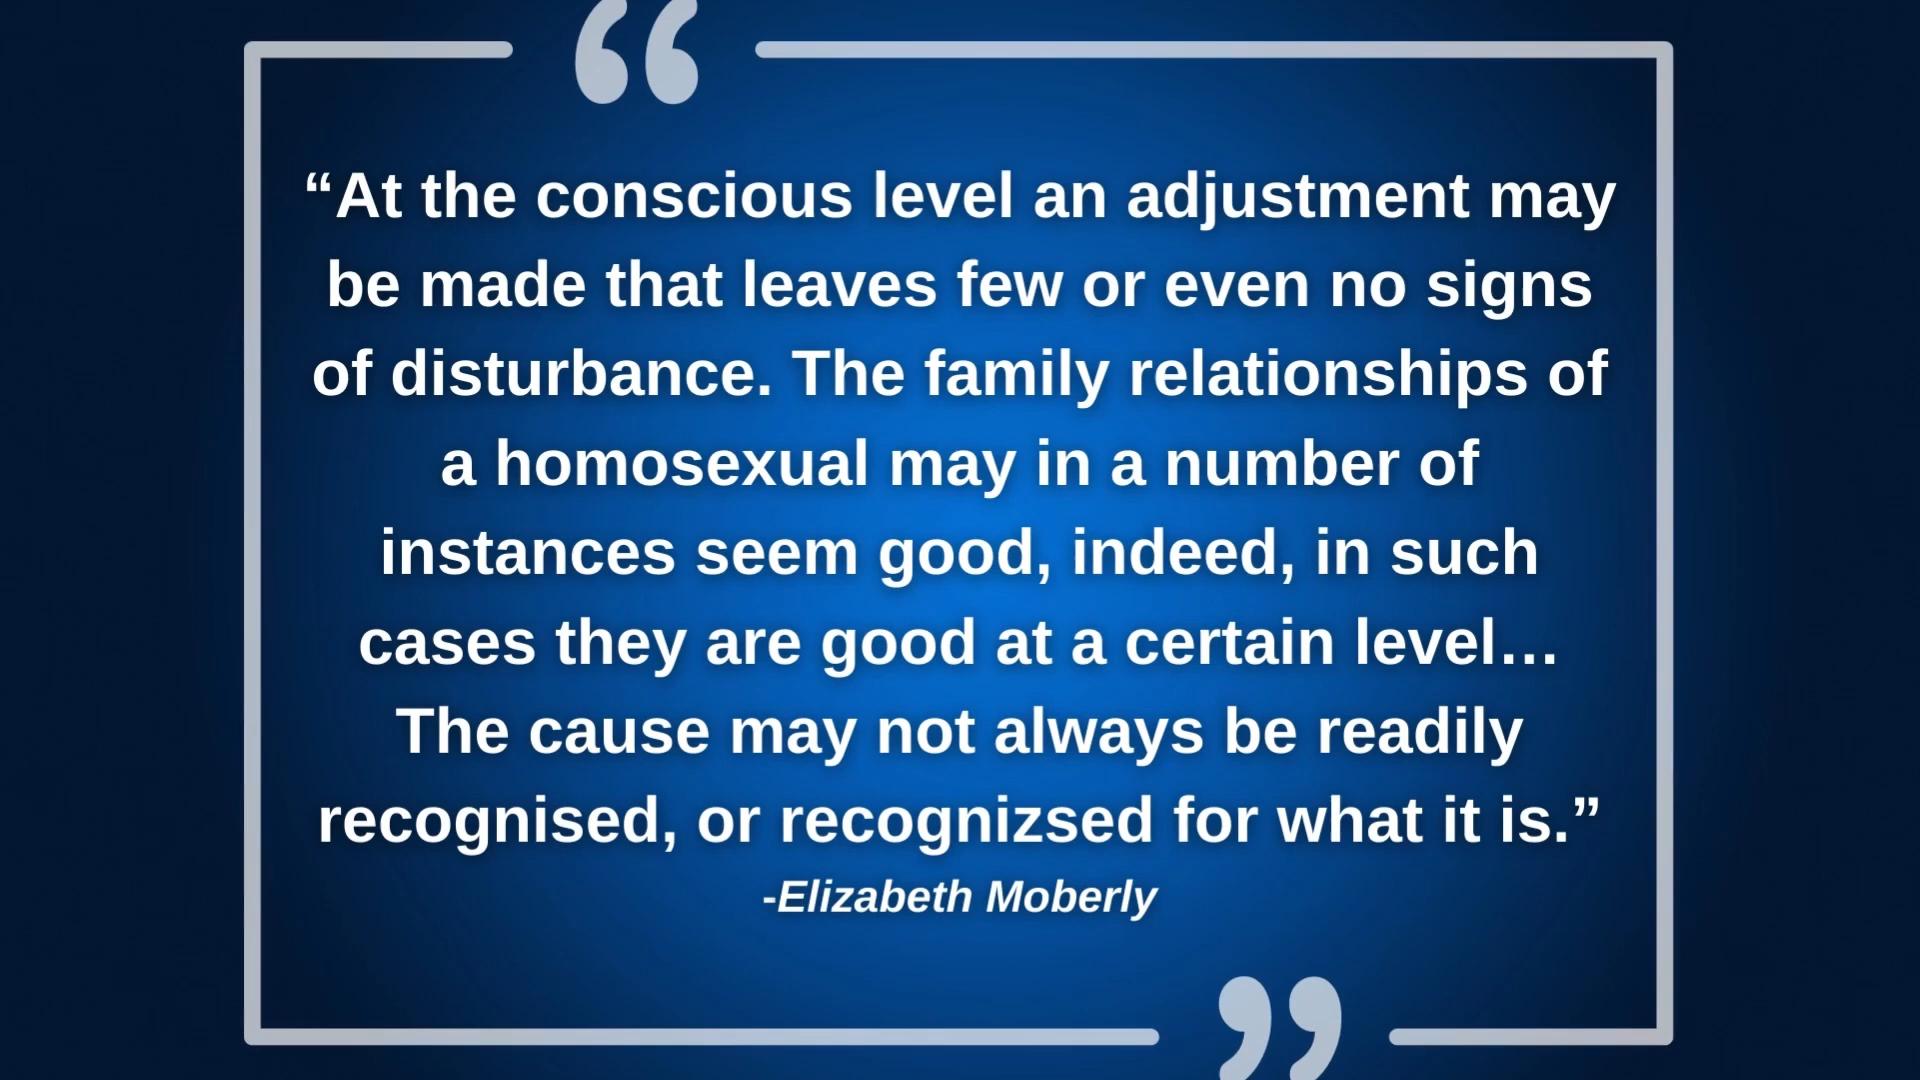 “At the conscious level an adjustment may
be made that leaves few or even no signs
of disturbance. The family relationships of
a homosexual may in a number of
instances seem good, indeed, in such
cases they are good at a certain level…
The cause may not always be readily
recognised, or recognizsed for what it is.”
-Elizabeth Moberly